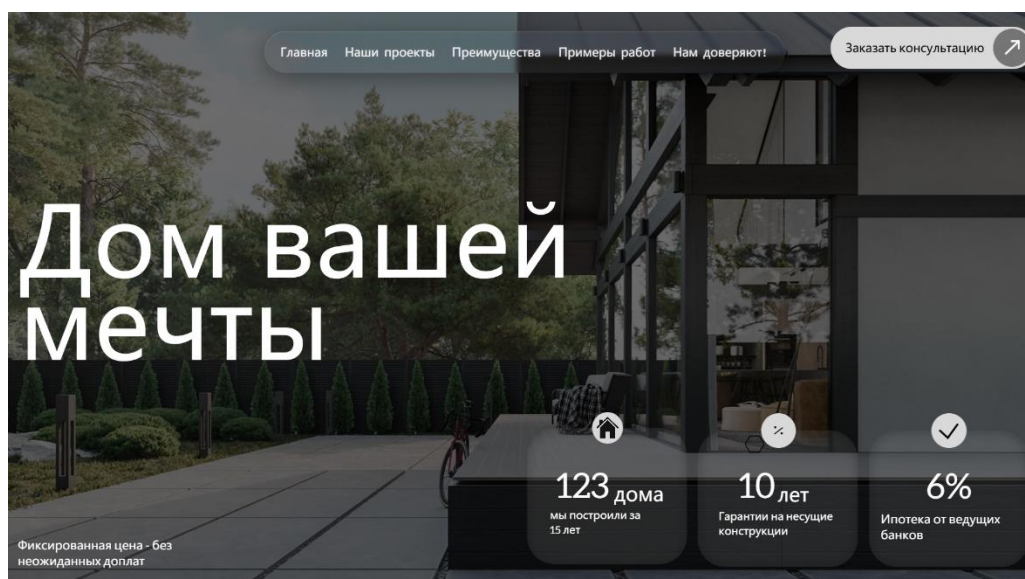 Главная Наши проекты Преимущества Примеры работ Нам доверяют!
Заказать консультацию
Дом вашей
мечты
123 дома
мы построили за
15 лет
10 лет
Гарантии на несущие
конструкции
6%
Ипотека от ведущих
банков
Фиксированная цена - без
неожиданных доплат